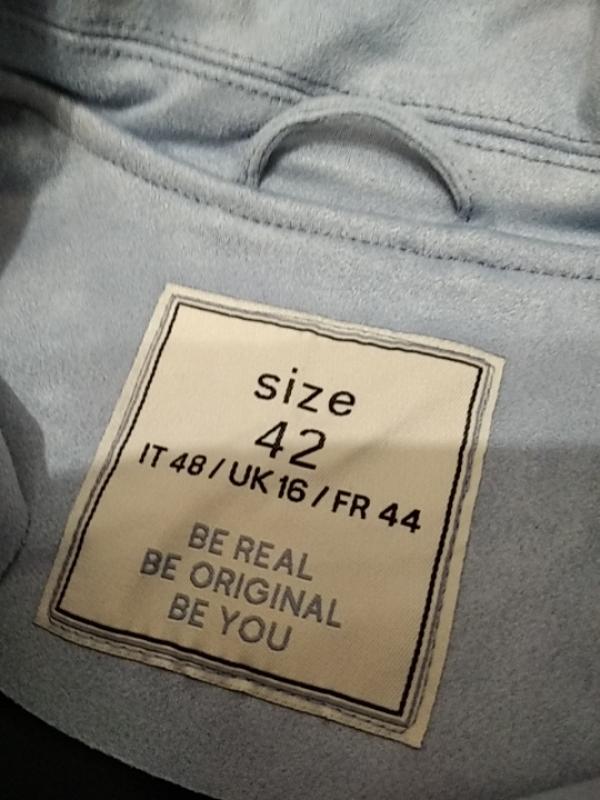 size
42
IT 48 / UK 16 / FR 44
BE REAL
BE ORIGINAL
BE YOU